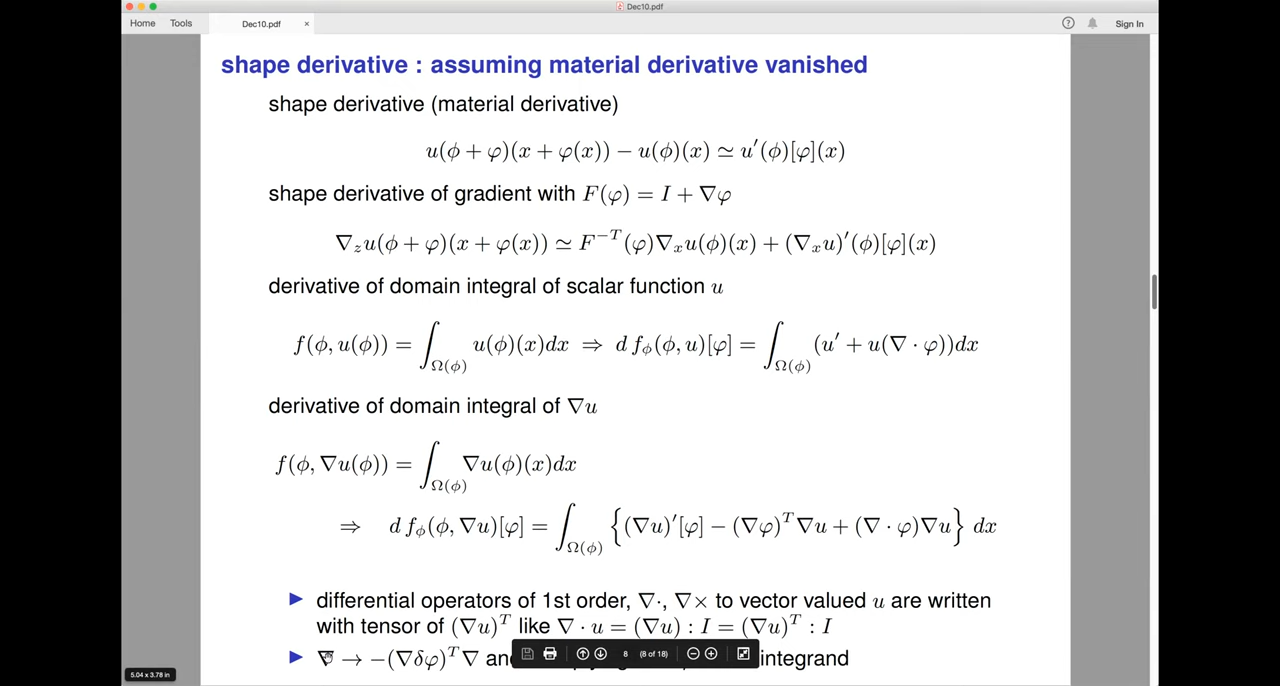 Dec10.pdf
Home Tools Dec10.pdf × Sign In
shape derivative : assuming material derivative vanished
shape derivative (material derivative)
u(ϕ + φ)(x + φ(x)) − u(ϕ)(x) ≃ u′(ϕ)[φ](x)
shape derivative of gradient with F(φ) = I + ∇φ
∇_z u(ϕ + φ)(x + φ(x)) ≃ F^{−T}(φ)∇_x u(ϕ)(x) + (∇_x u)′(ϕ)[φ](x)
derivative of domain integral of scalar function u
f(ϕ, u(ϕ)) = ∫_{Ω(ϕ)} u(ϕ)(x)dx ⇒ d f_ϕ(ϕ, u)[φ] = ∫_{Ω(ϕ)} (u′ + u(∇ · φ))dx
derivative of domain integral of ∇u
f(ϕ, ∇u(ϕ)) = ∫_{Ω(ϕ)} ∇u(ϕ)(x)dx
⇒ d f_ϕ(ϕ, ∇u)[φ] = ∫_{Ω(ϕ)} {(∇u)′[φ] − (∇φ)^T ∇u + (∇ · φ)∇u} dx
▶ differential operators of 1st order, ∇·, ∇× to vector valued u are written
with tensor of (∇u)^T like ∇ · u = (∇u) : I = (∇u)^T : I
▶ ∇ → −(∇δφ)^T ∇ an integrand
8 (8 of 18)
5.04 x 3.78 in